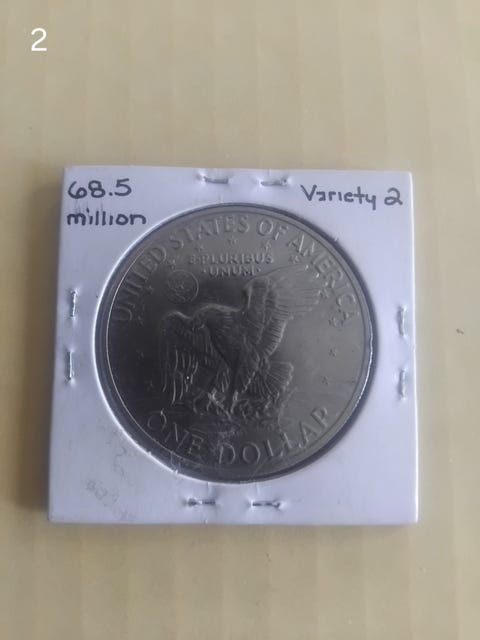 2
68.5
million
Variety 2
UNITED STATES OF AMERICA
E·PLURIBUS
·UNUM·
ONE DOLLAR